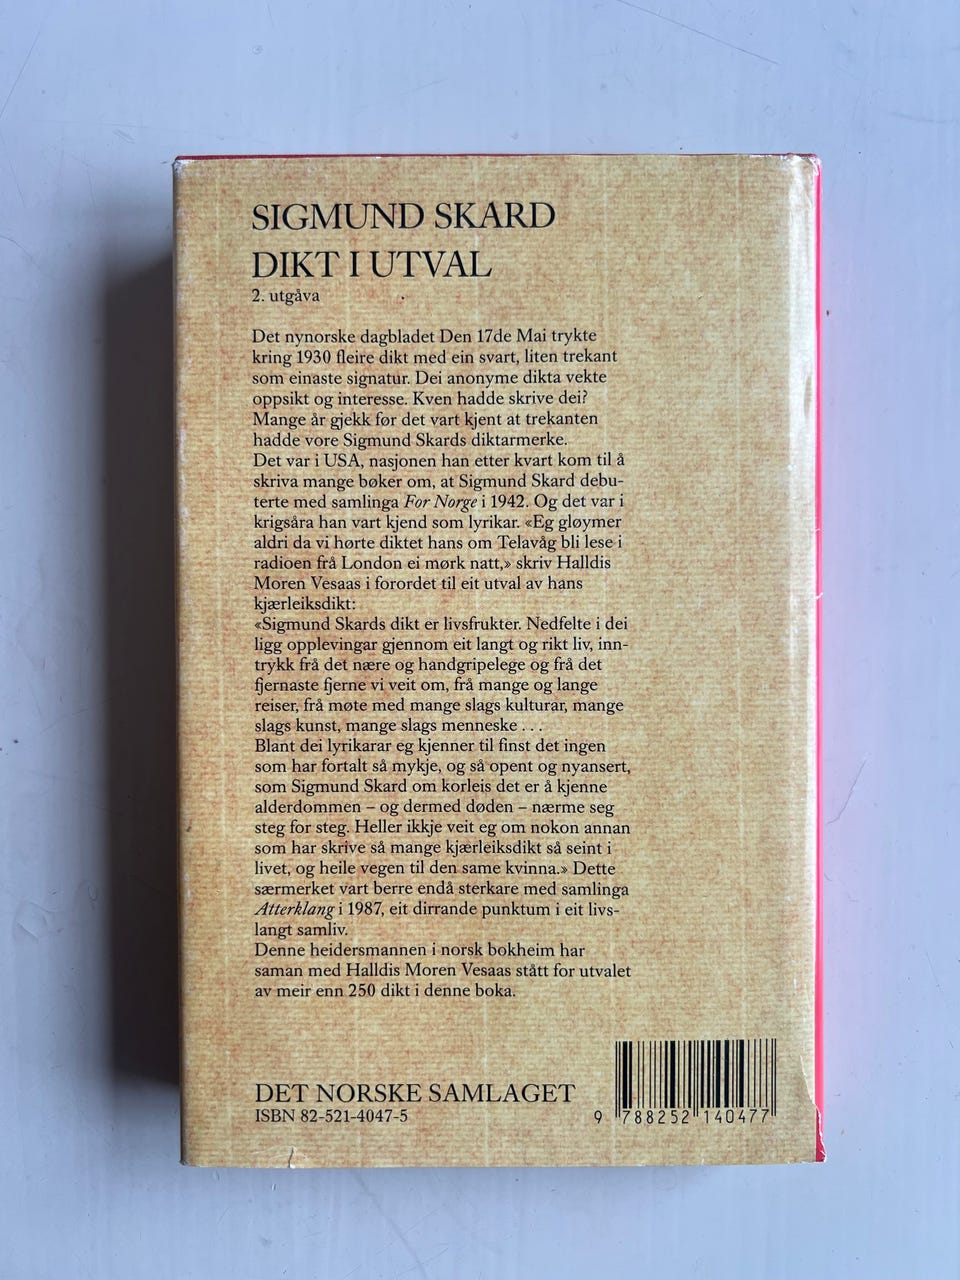 SIGMUND SKARD
DIKT I UTVAL
2. utgåva
Det nynorske dagbladet Den 17de Mai trykte
kring 1930 fleire dikt med ein svart, liten trekant
som einaste signatur. Dei anonyme dikta vekte
oppsikt og interesse. Kven hadde skrive dei?
Mange år gjekk før det vart kjent at trekanten
hadde vore Sigmund Skards diktarmerke.
Det var i USA, nasjonen han etter kvart kom til å
skriva mange bøker om, at Sigmund Skard debu-
terte med samlinga For Norge i 1942. Og det var i
krigsåra han vart kjend som lyrikar. «Eg gløymer
aldri da vi hørte diktet hans om Telavåg bli lese i
radioen frå London ei mørk natt,» skriv Halldis
Moren Vesaas i forordet til eit utval av hans
kjærleiksdikt:
«Sigmund Skards dikt er livsfrukter. Nedfelte i dei
ligg opplevingar gjennom eit langt og rikt liv, inn-
trykk frå det nære og handgripelege og frå det
fjernaste fjerne vi veit om, frå mange og lange
reiser, frå møte med mange slags kulturar, mange
slags kunst, mange slags menneske . . .
Blant dei lyrikarar eg kjenner til finst det ingen
som har fortalt så mykje, og så opent og nyansert,
som Sigmund Skard om korleis det er å kjenne
alderdommen – og dermed døden – nærme seg
steg for steg. Heller ikkje veit eg om nokon annan
som har skrive så mange kjærleiksdikt så seint i
livet, og heile vegen til den same kvinna.» Dette
særmerket vart berre endå sterkare med samlinga
Atterklang i 1987, eit dirrande punktum i eit livs-
langt samliv.
Denne heidersmannen i norsk bokheim har
saman med Halldis Moren Vesaas stått for utvalet
av meir enn 250 dikt i denne boka.
DET NORSKE SAMLAGET
ISBN 82-521-4047-5
9 788252 140477